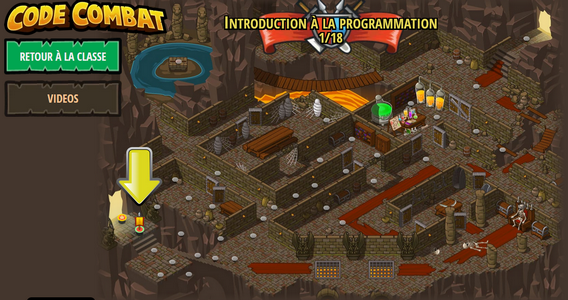 CODE COMBAT
INTRODUCTION À LA PROGRAMMATION
1/18
RETOUR À LA CLASSE
VIDEOS